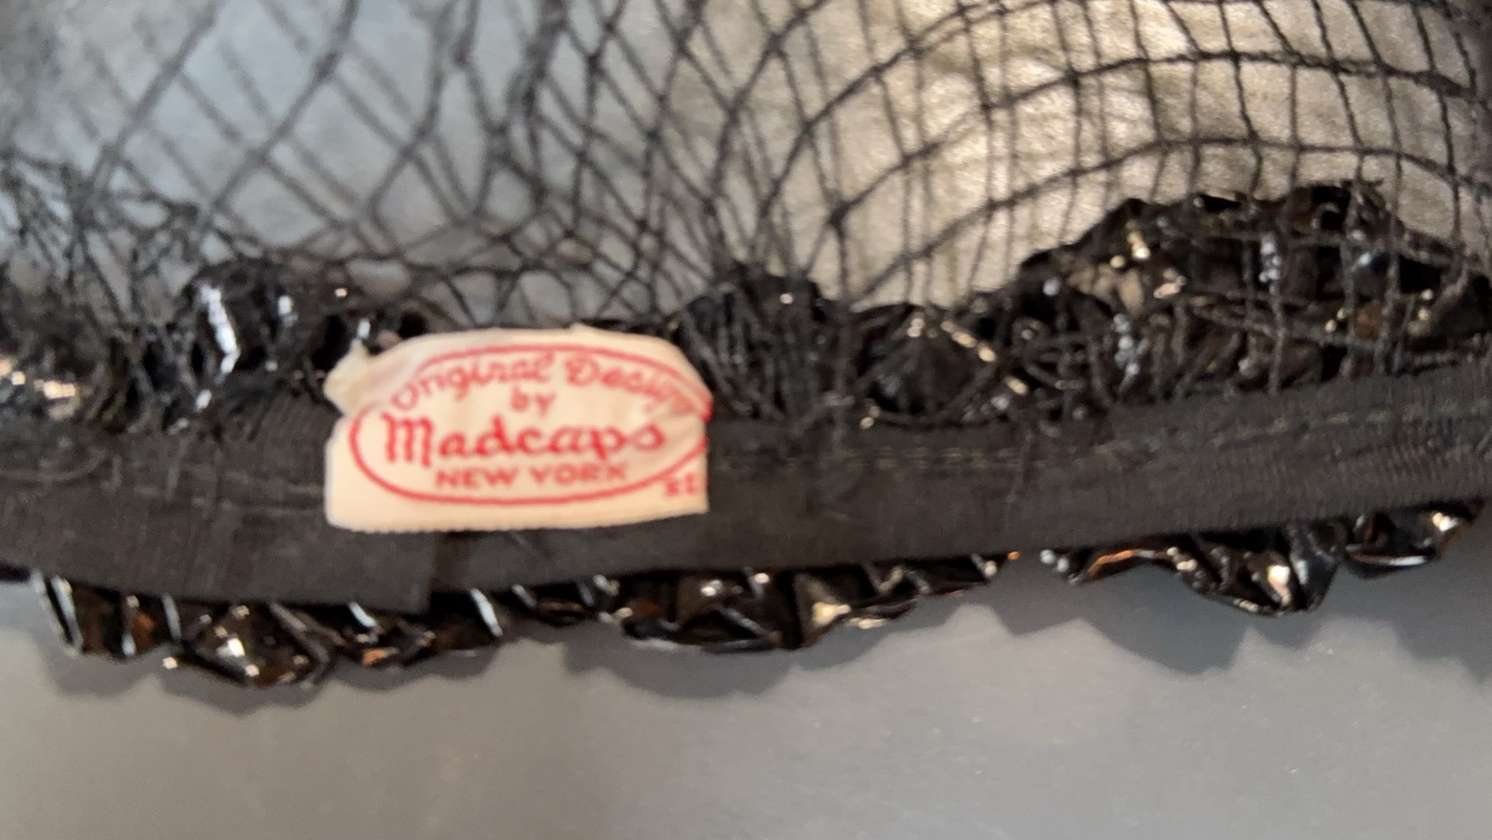 Original Design
by
Madcaps
NEW YORK